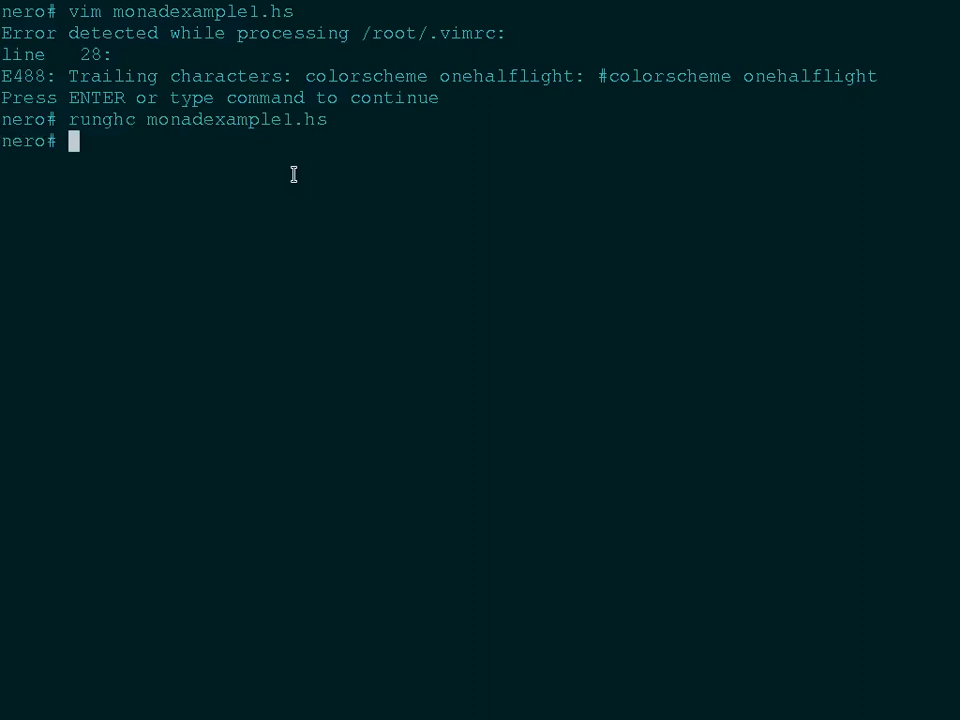 nero# vim monadexample1.hs
Error detected while processing /root/.vimrc:
line   28:
E488: Trailing characters: colorscheme onehalflight: #colorscheme onehalflight
Press ENTER or type command to continue
nero# runghc monadexample1.hs
nero#